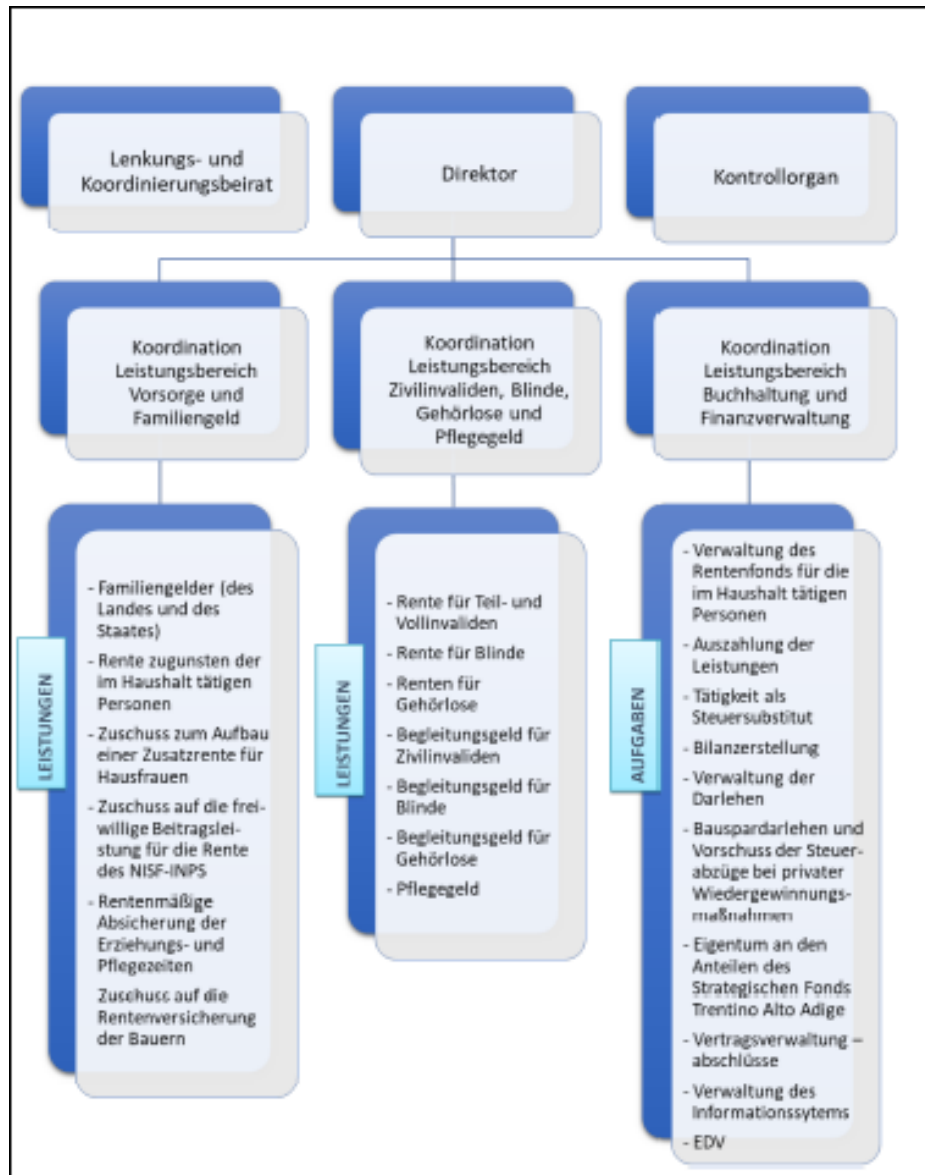 Lenkungs- und
Koordinierungsbeirat
Direktor
Kontrollorgan
Koordination
Leistungsbereich
Vorsorge und
Familiengeld
Koordination
Leistungsbereich
Zivilinvaliden, Blinde,
Gehörlose und
Pflegegeld
Koordination
Leistungsbereich
Buchhaltung und
Finanzverwaltung
LEISTUNGEN
- Familiengelder (des
Landes und des
Staates)
- Rente zugunsten der
im Haushalt tätigen
Personen
- Zuschuss zum Aufbau
einer Zusatzrente für
Hausfrauen
- Zuschuss auf die frei-
willige Beitragslei-
stung für die Rente
des NISF-INPS
- Rentenmäßige
Absicherung der
Erziehungs- und
Pflegezeiten
Zuschuss auf die
Rentenversicherung
der Bauern
LEISTUNGEN
- Rente für Teil- und
Vollinvaliden
- Rente für Blinde
- Renten für
Gehörlose
- Begleitungsgeld für
Zivilinvaliden
- Begleitungsgeld für
Blinde
- Begleitungsgeld für
Gehörlose
- Pflegegeld
AUFGABEN
- Verwaltung des
Rentenfonds für die
im Haushalt tätigen
Personen
- Auszahlung der
Leistungen
- Tätigkeit als
Steuersubstitut
- Bilanzerstellung
- Verwaltung der
Darlehen
- Bauspardarlehen und
Vorschuss der Steuer-
abzüge bei privater
Wiedergewinnungs-
maßnahmen
- Eigentum an den
Anteilen des
Strategischen Fonds
Trentino Alto Adige
- Vertragsverwaltung –
abschlüsse
- Verwaltung des
Informationssytems
- EDV